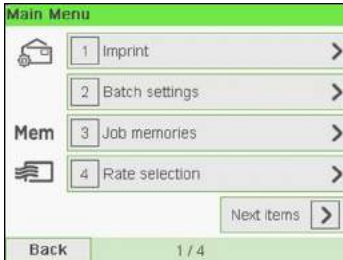 Main Menu
1 Imprint
2 Batch settings
Mem 3 Job memories
4 Rate selection
Next items
Back 1 / 4